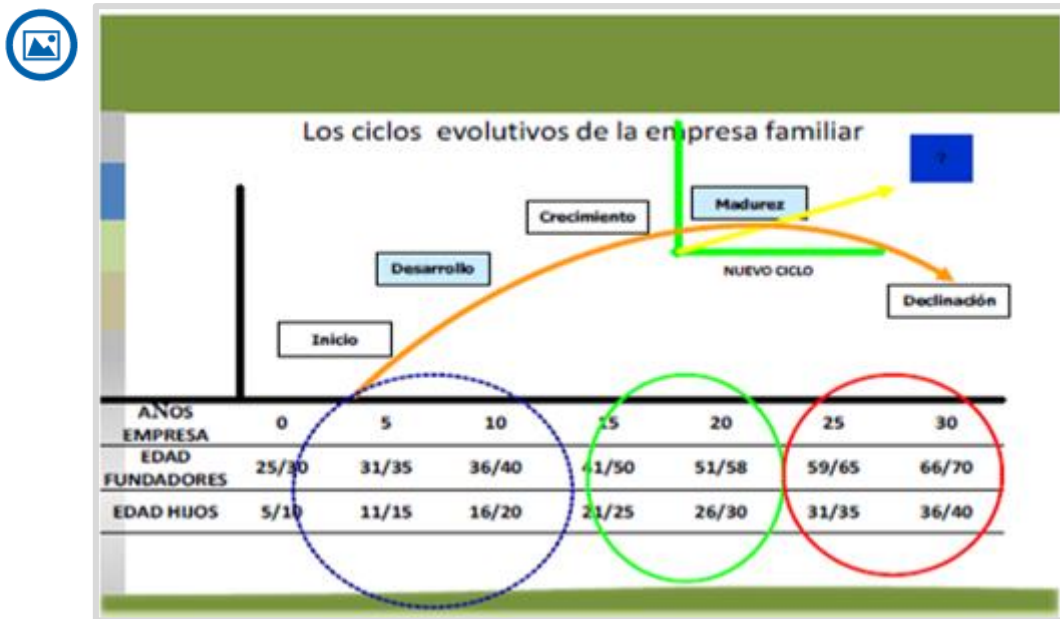 Los ciclos evolutivos de la empresa familiar
?
Madurez
Crecimiento
Desarrollo
NUEVO CICLO
Declinación
Inicio
AÑOS EMPRESA 0 5 10 15 20 25 30
EDAD FUNDADORES 25/30 31/35 36/40 41/50 51/58 59/65 66/70
EDAD HIJOS 5/10 11/15 16/20 21/25 26/30 31/35 36/40